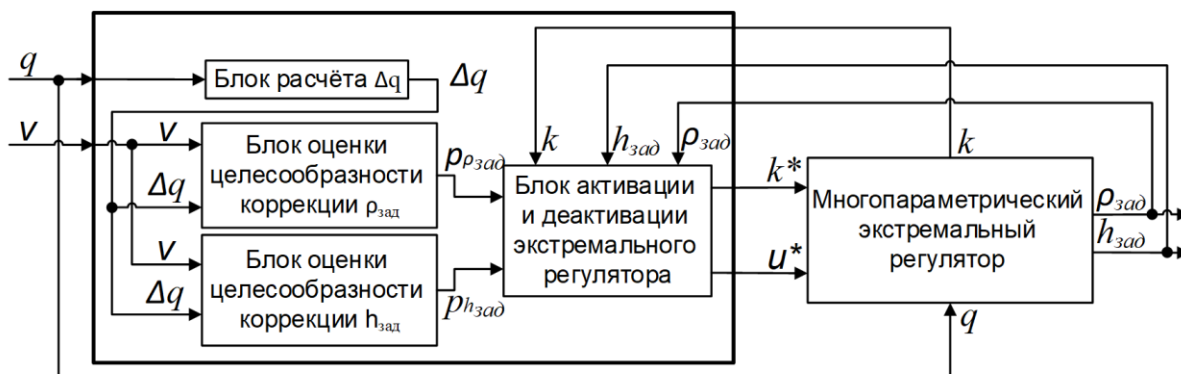 q
v
Блок расчёта Δq
Δq
v
Δq
Блок оценки
целесообразности
коррекции ρзад
pρзад
v
Δq
Блок оценки
целесообразности
коррекции hзад
phзад
k
hзад
ρзад
Блок активации
и деактивации
экстремального
регулятора
k*
u*
k
Многопараметрический
экстремальный
регулятор
ρзад
hзад
q